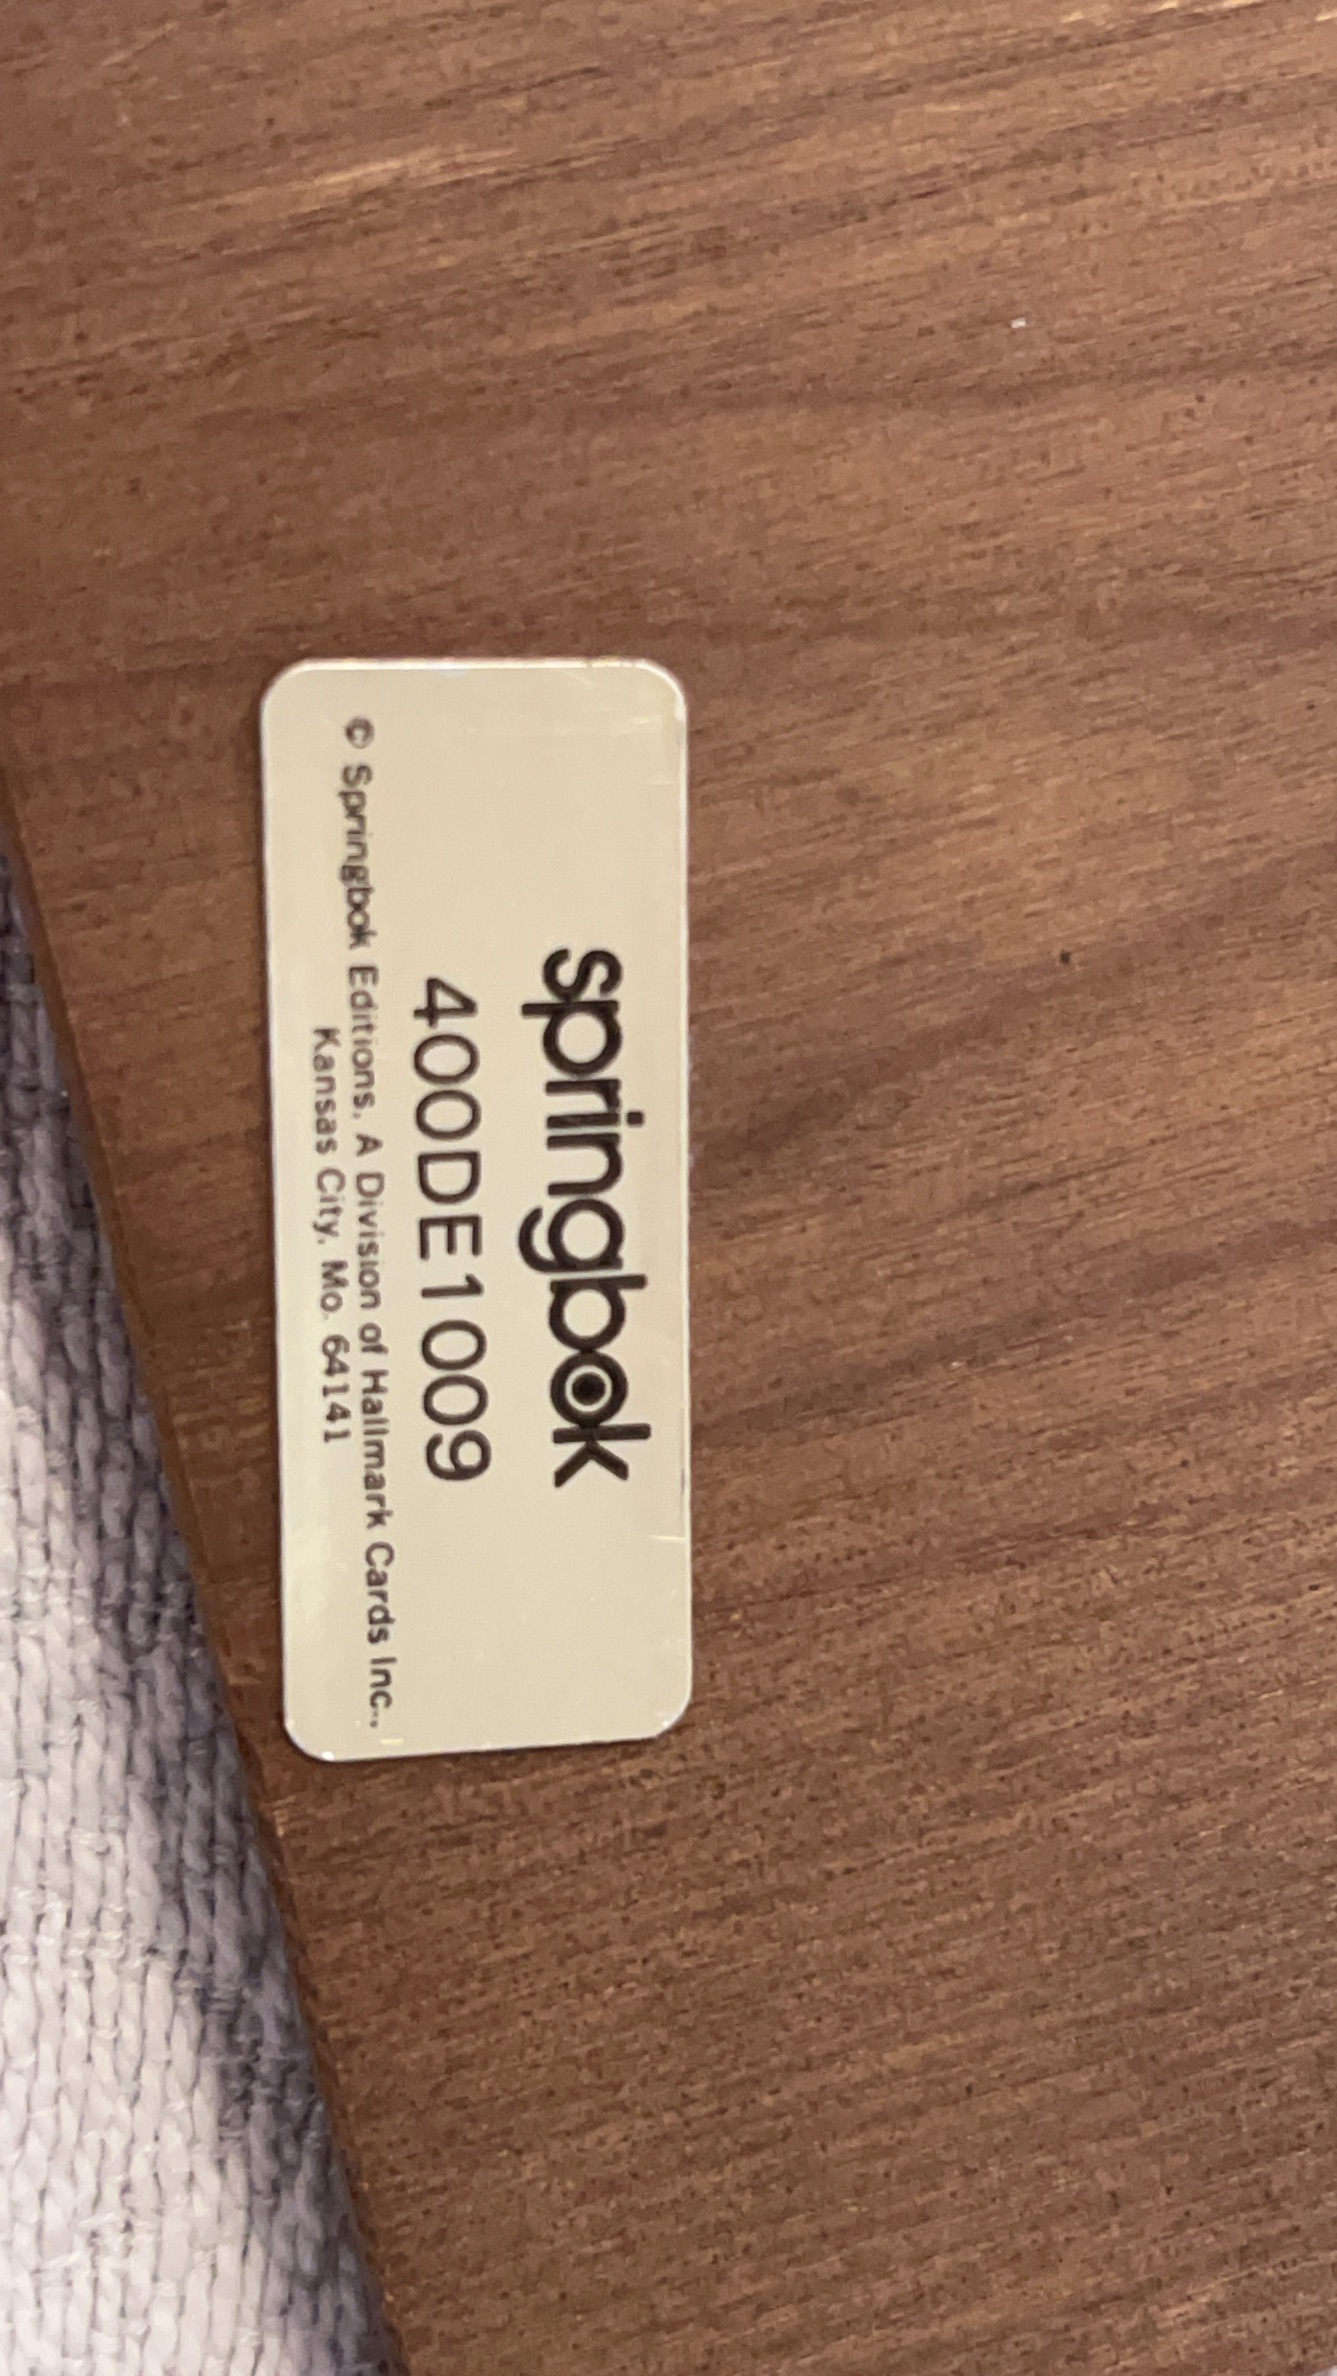 springbok
400DE1009
© Springbok Editions, A Division of Hallmark Cards Inc.,
Kansas City, Mo. 64141